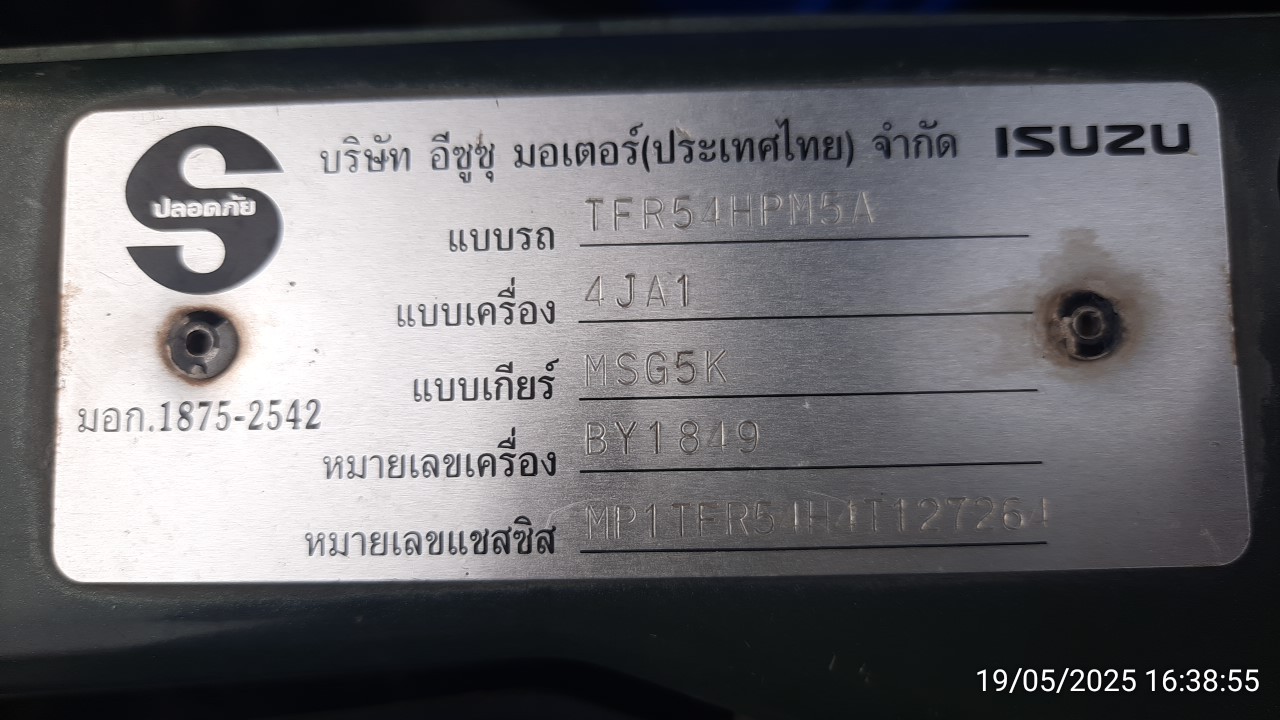 บริษัท อีซูซุ มอเตอร์(ประเทศไทย) จำกัด ISUZU
ปลอดภัย
แบบรถ TFR54HPM5A
แบบเครื่อง 4JA1
แบบเกียร์ MSG5K
มอก.1875-2542
หมายเลขเครื่อง BY1849
หมายเลขแชสซิส MP1TFR54H4T127264
19/05/2025 16:38:55